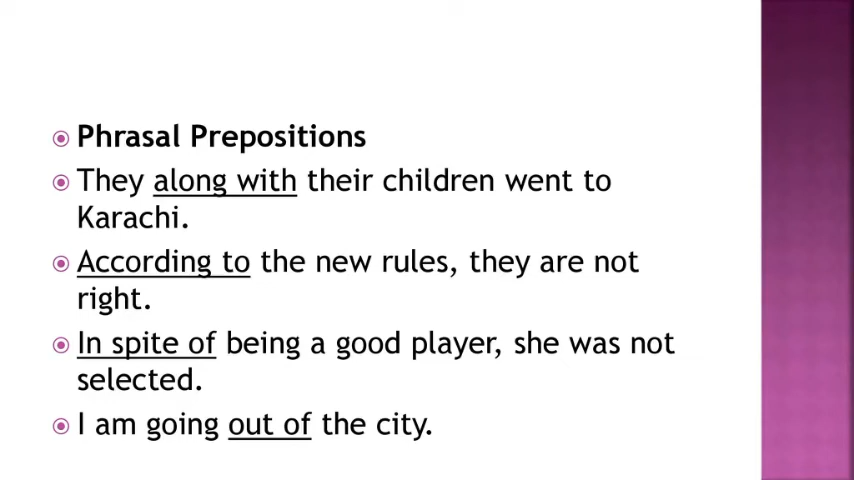 Phrasal Prepositions
They along with their children went to
Karachi.
According to the new rules, they are not
right.
In spite of being a good player, she was not
selected.
I am going out of the city.